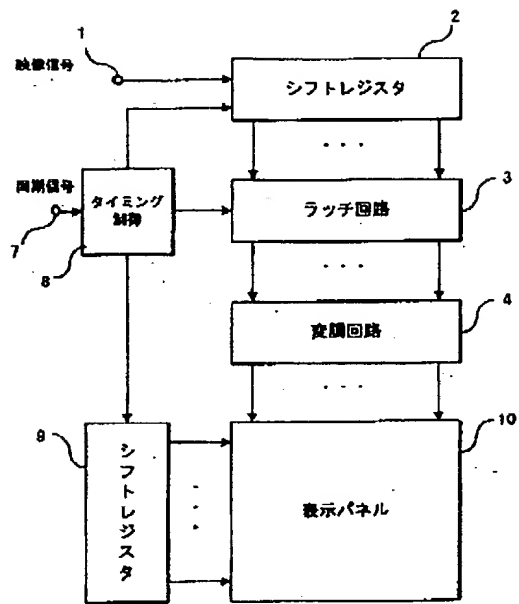 1
2
映像信号
シフトレジスタ
. . .
同期信号
3
タイミング
制御
ラッチ回路
7
8
. . .
4
変調回路
. . .
9
10
シフトレジスタ
. . .
表示パネル